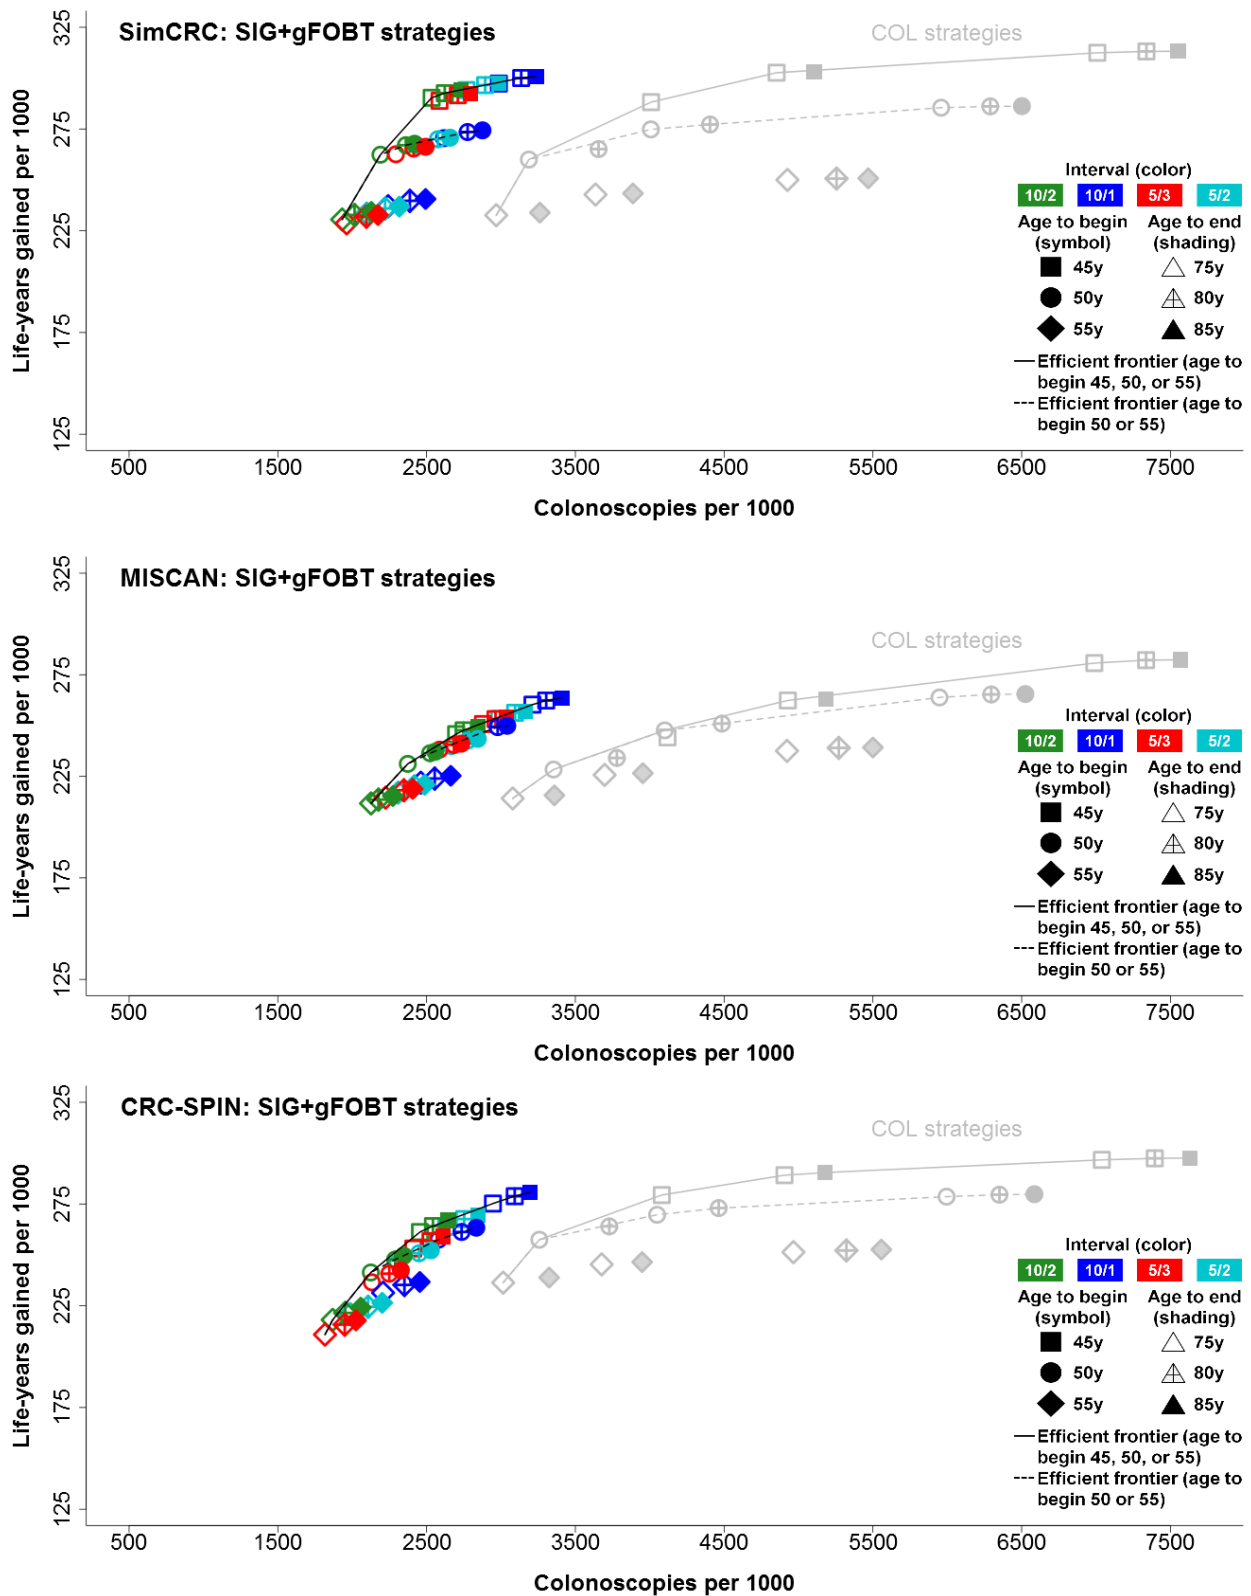 SimCRC: SIG+gFOBT strategies
COL strategies
Life-years gained per 1000
325
275
225
175
125
Interval (color)
10/2 10/1 5/3 5/2
Age to begin (symbol) Age to end (shading)
45y 75y
50y 80y
55y 85y
Efficient frontier (age to
begin 45, 50, or 55)
Efficient frontier (age to
begin 50 or 55)
500 1500 2500 3500 4500 5500 6500 7500
Colonoscopies per 1000
MISCAN: SIG+gFOBT strategies
COL strategies
Life-years gained per 1000
325
275
225
175
125
Interval (color)
10/2 10/1 5/3 5/2
Age to begin (symbol) Age to end (shading)
45y 75y
50y 80y
55y 85y
Efficient frontier (age to
begin 45, 50, or 55)
Efficient frontier (age to
begin 50 or 55)
500 1500 2500 3500 4500 5500 6500 7500
Colonoscopies per 1000
CRC-SPIN: SIG+gFOBT strategies
COL strategies
Life-years gained per 1000
325
275
225
175
125
Interval (color)
10/2 10/1 5/3 5/2
Age to begin (symbol) Age to end (shading)
45y 75y
50y 80y
55y 85y
Efficient frontier (age to
begin 45, 50, or 55)
Efficient frontier (age to
begin 50 or 55)
500 1500 2500 3500 4500 5500 6500 7500
Colonoscopies per 1000